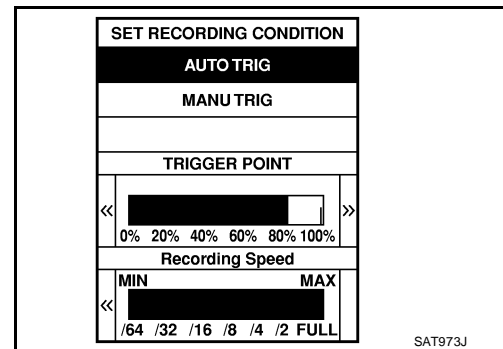 SET RECORDING CONDITION
AUTO TRIG
MANU TRIG
TRIGGER POINT
« »
0% 20% 40% 60% 80% 100%
Recording Speed
MIN MAX
«
/64 /32 /16 /8 /4 /2 FULL
SAT973J